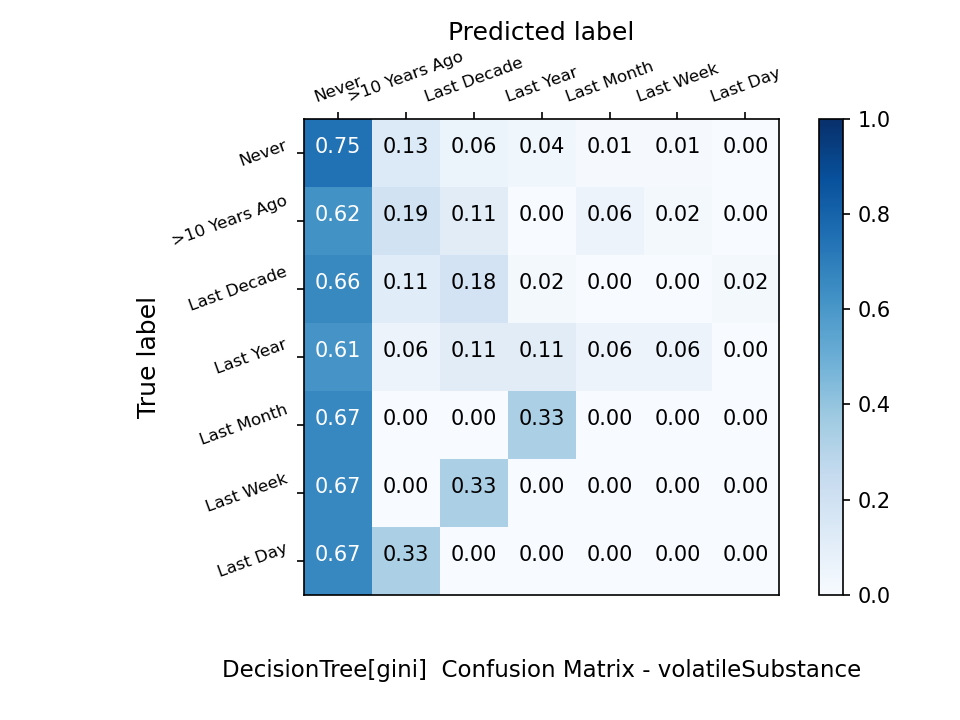 Predicted label
Never >10 Years Ago Last Decade Last Year Last Month Last Week Last Day
1.0
Never 0.75 0.13 0.06 0.04 0.01 0.01 0.00
>10 Years Ago 0.62 0.19 0.11 0.00 0.06 0.02 0.00
0.8
Last Decade 0.66 0.11 0.18 0.02 0.00 0.00 0.02
0.6
True label
Last Year 0.61 0.06 0.11 0.11 0.06 0.06 0.00
0.4
Last Month 0.67 0.00 0.00 0.33 0.00 0.00 0.00
Last Week 0.67 0.00 0.33 0.00 0.00 0.00 0.00
0.2
Last Day 0.67 0.33 0.00 0.00 0.00 0.00 0.00
0.0
DecisionTree[gini]  Confusion Matrix - volatileSubstance